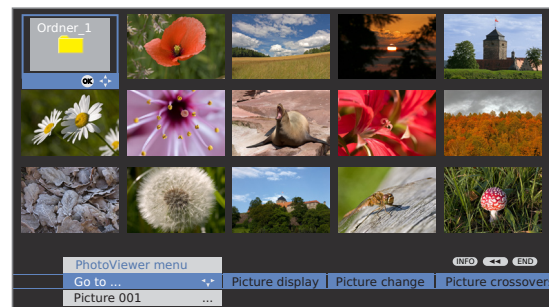 Ordner_1
OK
INFO ◄◄ END
PhotoViewer menu
Go to ... Picture display Picture change Picture crossover
Picture 001 ...